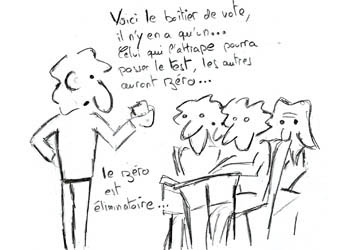 Voici le boîtier de vote,
il n'y en a qu'un...
Celui qui l'attrape pourra
passer le test, les autres
auront zéro...
le zéro
est
éliminatoire...